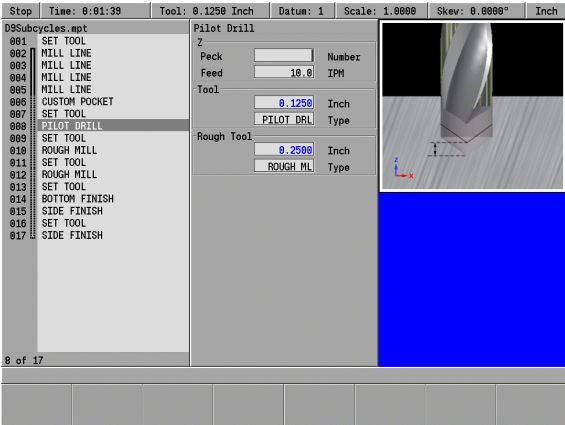 Stop Time: 0:01:39 Tool: 0.1250 Inch Datum: 1 Scale: 1.0000 Skew: 0.0000° Inch
D9Subcycles.mpt
001 SET TOOL
002 MILL LINE
003 MILL LINE
004 MILL LINE
005 MILL LINE
006 CUSTOM POCKET
007 SET TOOL
008 PILOT DRILL
009 SET TOOL
010 ROUGH MILL
011 SET TOOL
012 ROUGH MILL
013 SET TOOL
014 BOTTOM FINISH
015 SIDE FINISH
016 SET TOOL
017 SIDE FINISH
8 of 17
Pilot Drill
Z
Peck Number
Feed 10.0 IPM
Tool
0.1250 Inch
PILOT DRL Type
Rough Tool
0.2500 Inch
ROUGH ML Type
Z
X